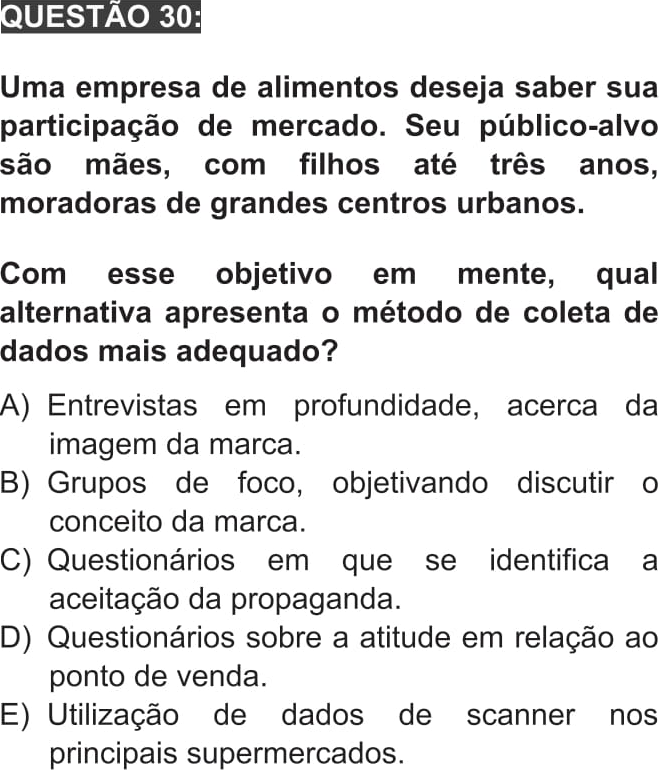 QUESTÃO 30:
Uma empresa de alimentos deseja saber sua
participação de mercado. Seu público-alvo
são mães, com filhos até três anos,
moradoras de grandes centros urbanos.
Com esse objetivo em mente, qual
alternativa apresenta o método de coleta de
dados mais adequado?
A) Entrevistas em profundidade, acerca da
imagem da marca.
B) Grupos de foco, objetivando discutir o
conceito da marca.
C) Questionários em que se identifica a
aceitação da propaganda.
D) Questionários sobre a atitude em relação ao
ponto de venda.
E) Utilização de dados de scanner nos
principais supermercados.